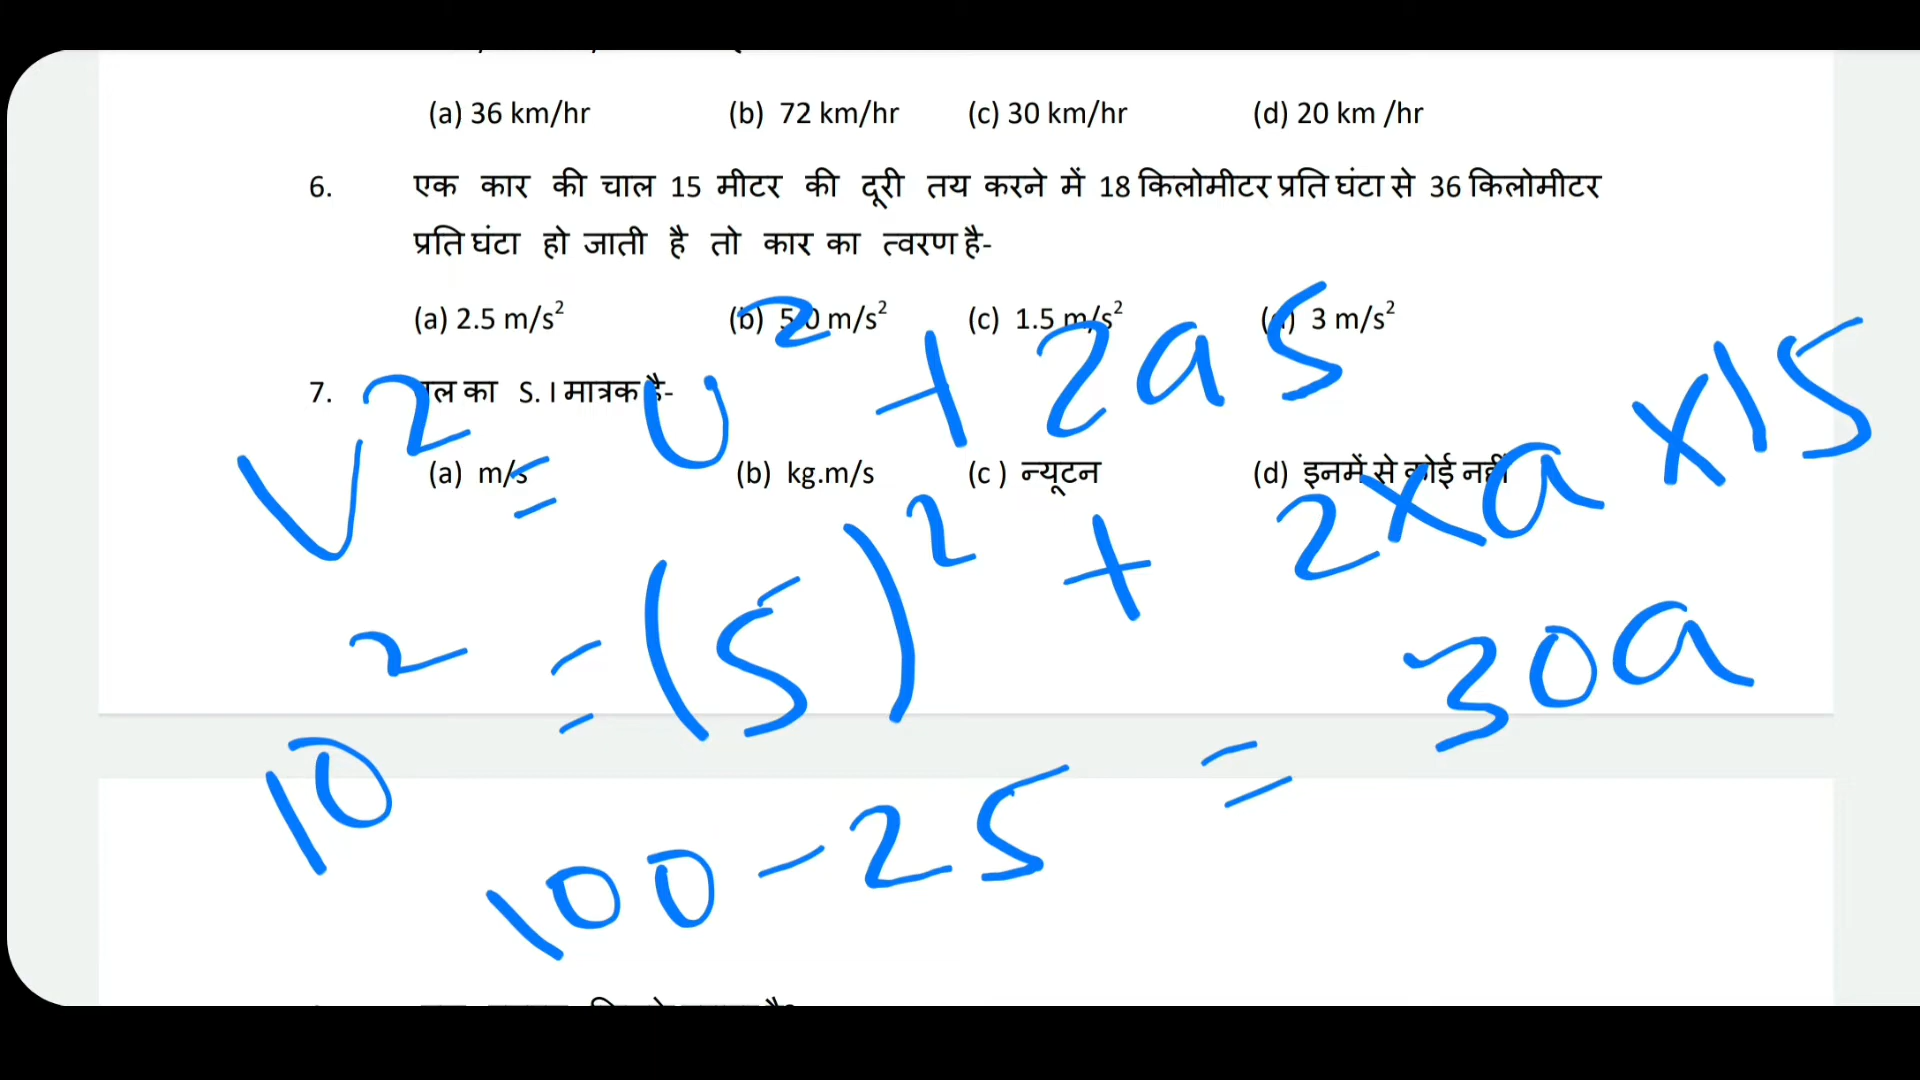 (a) 36 km/hr (b) 72 km/hr (c) 30 km/hr (d) 20 km /hr
6. एक कार की चाल 15 मीटर की दूरी तय करने में 18 किलोमीटर प्रति घंटा से 36 किलोमीटर
प्रति घंटा हो जाती है तो कार का त्वरण है-
(a) 2.5 m/s² (b) 5.0 m/s² (c) 1.5 m/s² (d) 3 m/s²
7. का S. I मात्रक है-
(a) m/s (b) kg.m/s (c ) न्यूटन (d) इनमें से कोई नहीं
v² = u² + 2as
10² = (5)² + 2×a×15
100-25 = 30a